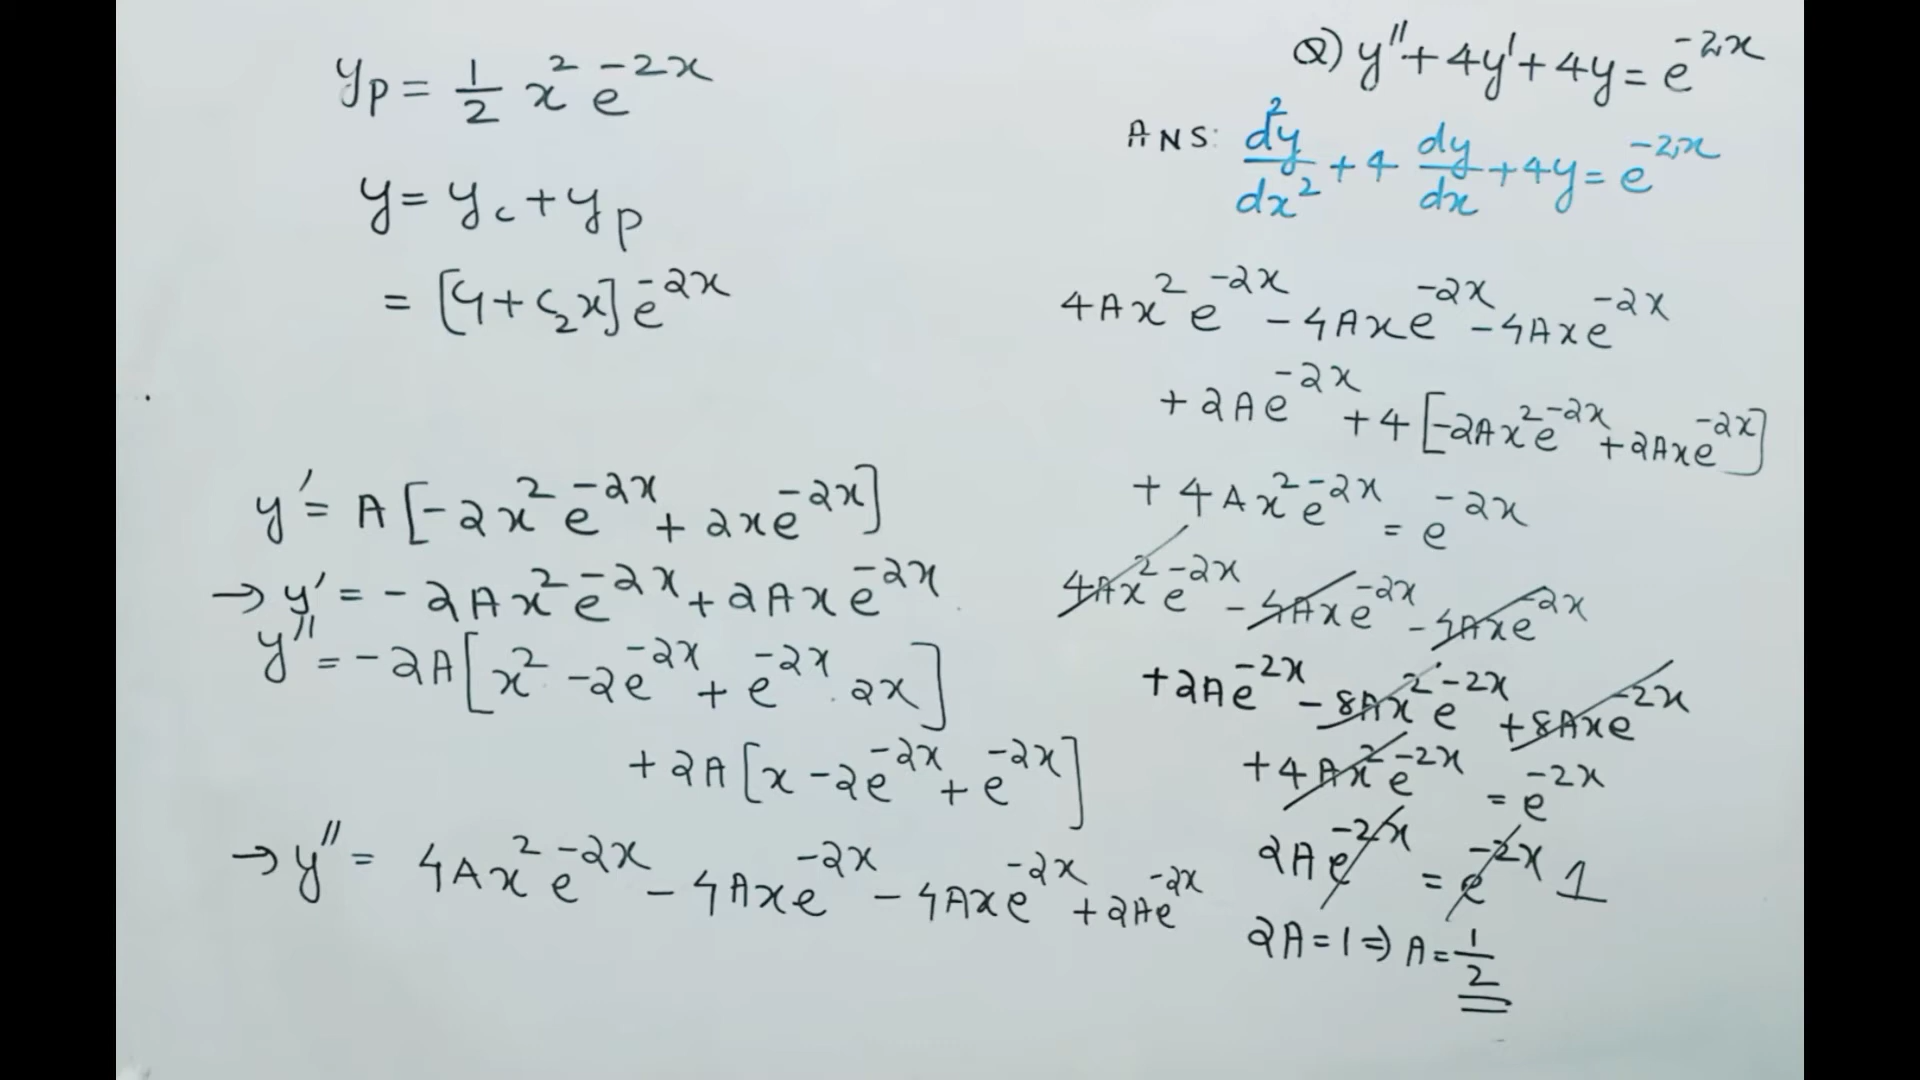 Q) y″ + 4y′ + 4y = e^{-2x}
ANS: d²y/dx² + 4 dy/dx + 4y = e^{-2x}
y_p = 1/2 x² e^{-2x}
y = y_c + y_p
= [c₁ + c₂x] e^{-2x}
y′ = A [-2x² e^{-2x} + 2x e^{-2x}]
→ y′ = -2Ax² e^{-2x} + 2Ax e^{-2x}
y″ = -2A [x² -2e^{-2x} + e^{-2x} . 2x]
+ 2A [x -2e^{-2x} + e^{-2x}]
→ y″ = 4Ax² e^{-2x} - 4Axe^{-2x} - 4Axe^{-2x} + 2Ae^{-2x}
4Ax² e^{-2x} - 4Axe^{-2x} - 4Axe^{-2x}
+ 2Ae^{-2x} + 4 [-2Ax² e^{-2x} + 2Axe^{-2x}]
+ 4Ax² e^{-2x} = e^{-2x}
4Ax² e^{-2x} - 4Axe^{-2x} - 4Axe^{-2x}
+2Ae^{-2x} - 8Ax² e^{-2x} + 8Axe^{-2x}
+4Ax² e^{-2x} = e^{-2x}
2Ae^{-2x} = e^{-2x} 1
2A = 1 ⇒ A = 1/2